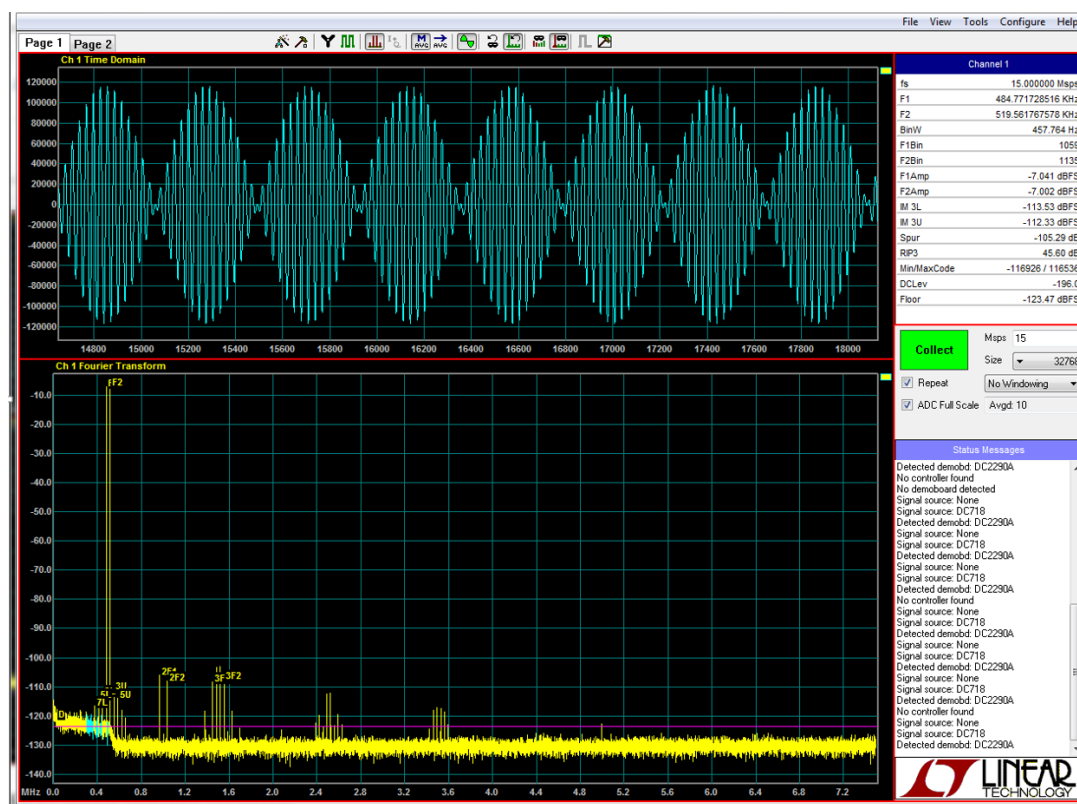 File View Tools Configure Help
Page 1 Page 2
Ch 1 Time Domain
120000
100000
80000
60000
40000
20000
0
-20000
-40000
-60000
-80000
-100000
-120000
14800 15000 15200 15400 15600 15800 16000 16200 16400 16600 16800 17000 17200 17400 17600 17800 18000
Ch 1 Fourier Transform
FF2
-10.0
-20.0
-30.0
-40.0
-50.0
-60.0
-70.0
-80.0
-90.0
-100.0
-110.0
-120.0
-130.0
-140.0
2F2
3F 3F2
3U
5L 5U
7L
D
MHz 0.0 0.4 0.8 1.2 1.6 2.0 2.4 2.8 3.2 3.6 4.0 4.4 4.8 5.2 5.6 6.0 6.4 6.8 7.2
Channel 1
fs 15.000000 Msps
F1 484.771728516 KHz
F2 519.561767578 KHz
BinW 457.764 Hz
F1Bin 1059
F2Bin 1135
F1Amp -7.041 dBFS
F2Amp -7.002 dBFS
IM 3L -113.53 dBFS
IM 3U -112.33 dBFS
Spur -105.29 dB
RIP3 45.60 dB
Min/MaxCode -116926 / 116536
DCLev -196.0
Floor -123.47 dBFS
Collect
Msps 15
Size 32768
Repeat No Windowing
ADC Full Scale Avgd: 10
Status Messages
Detected demobd: DC2290A
No controller found
No demoboard detected
Signal source: None
Signal source: DC718
Detected demobd: DC2290A
Signal source: None
Signal source: DC718
Detected demobd: DC2290A
Signal source: None
Signal source: DC718
Detected demobd: DC2290A
No controller found
Signal source: None
Signal source: DC718
Detected demobd: DC2290A
Signal source: None
Signal source: DC718
Detected demobd: DC2290A
Signal source: None
Signal source: DC718
Detected demobd: DC2290A
No controller found
Signal source: None
Signal source: DC718
Detected demobd: DC2290A
LINEAR
TECHNOLOGY